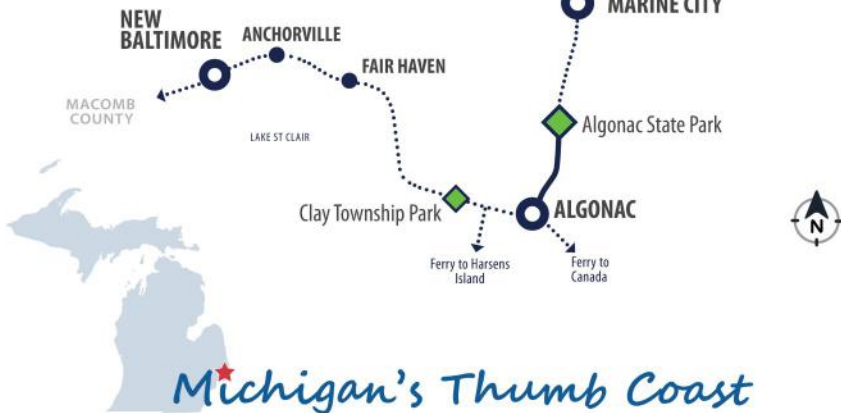 MARINE CITY
NEW
BALTIMORE
ANCHORVILLE
FAIR HAVEN
MACOMB
COUNTY
LAKE ST CLAIR
Algonac State Park
Clay Township Park
ALGONAC
N
Ferry to Harsens
Island
Ferry to
Canada
Michigan's Thumb Coast